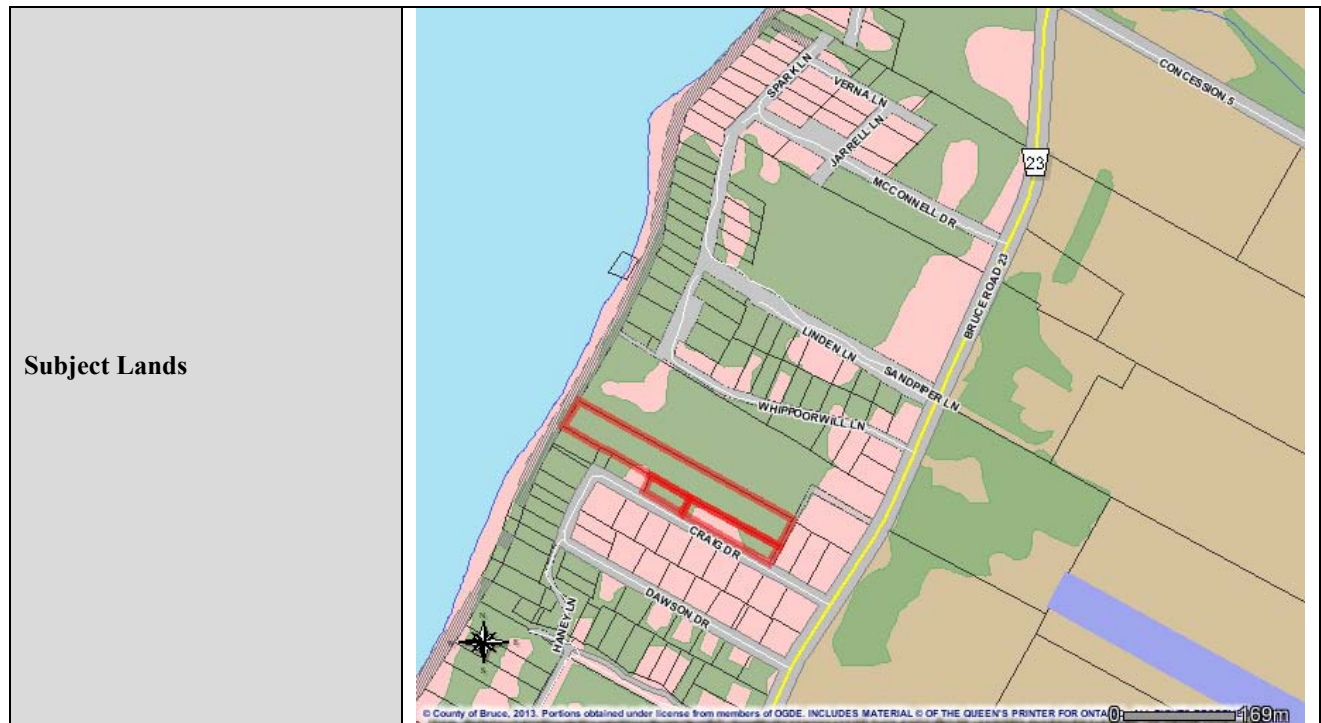 Subject Lands
CONCESSION 5
SPARK LN
VERNA LN
JARRELL LN
23
MCCONNELL DR
BRUCE ROAD 23
LINDEN LN
SANDPIPER LN
WHIPPOORWILL LN
CRAIG DR
DAWSON DR
HANEY LN
N
S
© County of Bruce, 2013. Portions obtained under license from members of OGDE. INCLUDES MATERIAL © OF THE QUEEN'S PRINTER FOR
0 169m